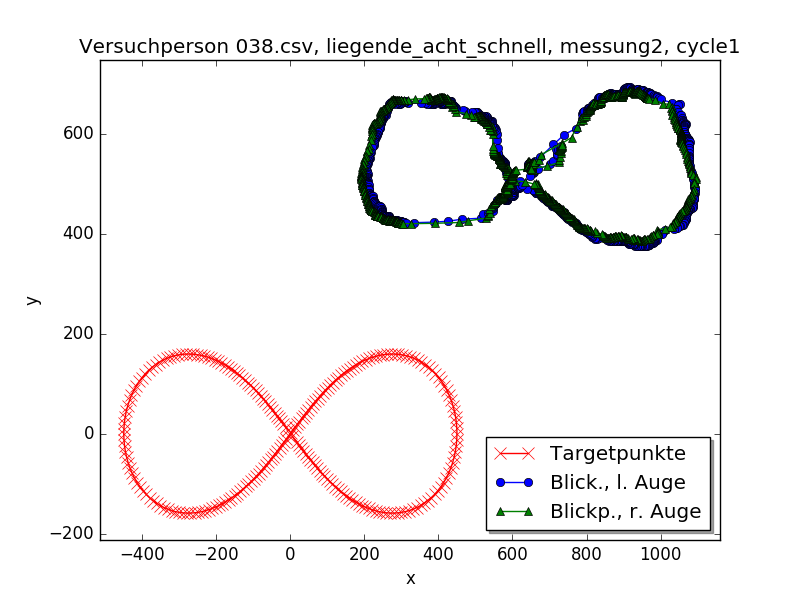 Versuchperson 038.csv, liegende_acht_schnell, messung2, cycle1
y
600
400
200
0
−200
−400
−200
0
200
400
600
800
1000
x
Targetpunkte
Blick., l. Auge
Blickp., r. Auge